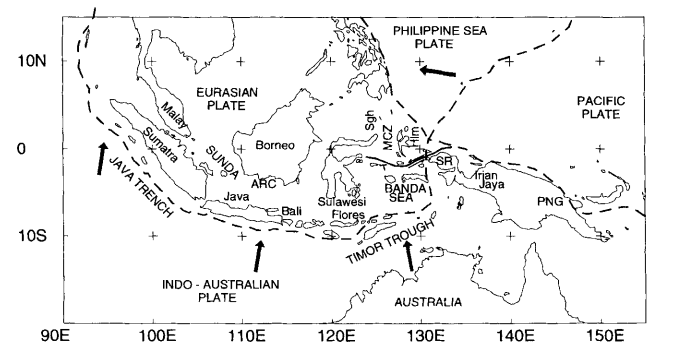 PHILIPPINE SEA
PLATE
10N
EURASIAN
PLATE
PACIFIC
PLATE
Malay
Sgh
MCZ
Hlm
0
Sumatra
SUNDA
Borneo
SR
JAVA TRENCH
ARC
Irian
Jaya
Java
Sulawesi
BANDA
SEA
PNG
Bali
Flores
10S
TIMOR TROUGH
INDO - AUSTRALIAN
PLATE
AUSTRALIA
90E
100E
110E
120E
130E
140E
150E